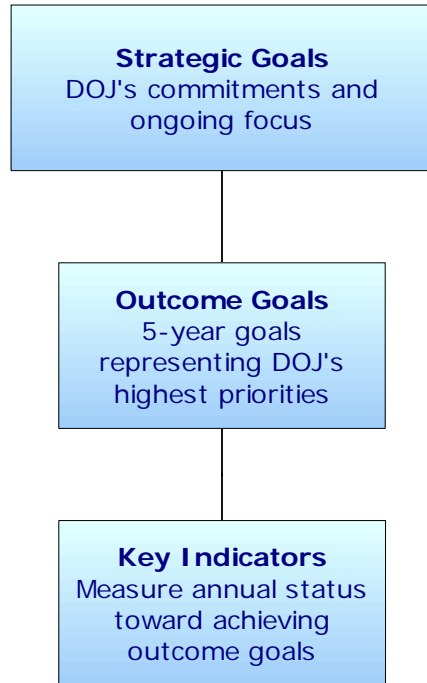 Strategic Goals
DOJ's commitments and
ongoing focus
Outcome Goals
5-year goals
representing DOJ's
highest priorities
Key Indicators
Measure annual status
toward achieving
outcome goals